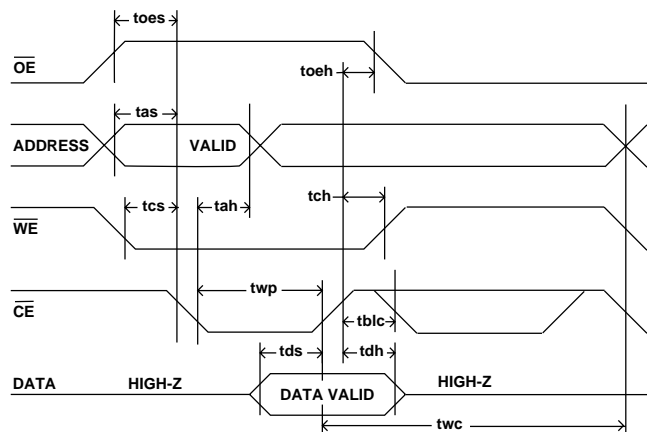 toes
OE
toeh
tas
ADDRESS VALID
tcs tah tch
WE
twp
CE
tblc
tds tdh
DATA HIGH-Z DATA VALID HIGH-Z
twc